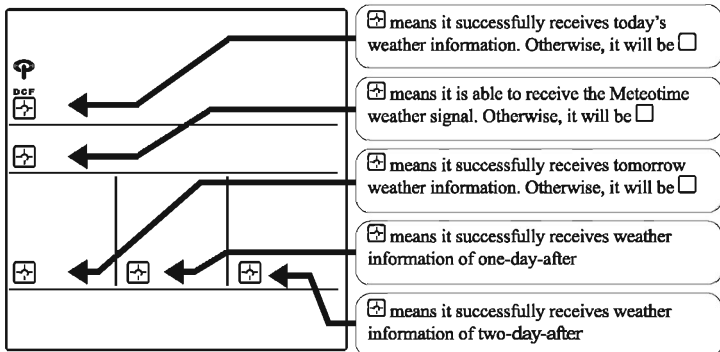 DCF
means it successfully receives today's
weather information. Otherwise, it will be
means it is able to receive the Meteotime
weather signal. Otherwise, it will be
means it successfully receives tomorrow
weather information. Otherwise, it will be
means it successfully receives weather
information of one-day-after
means it successfully receives weather
information of two-day-after